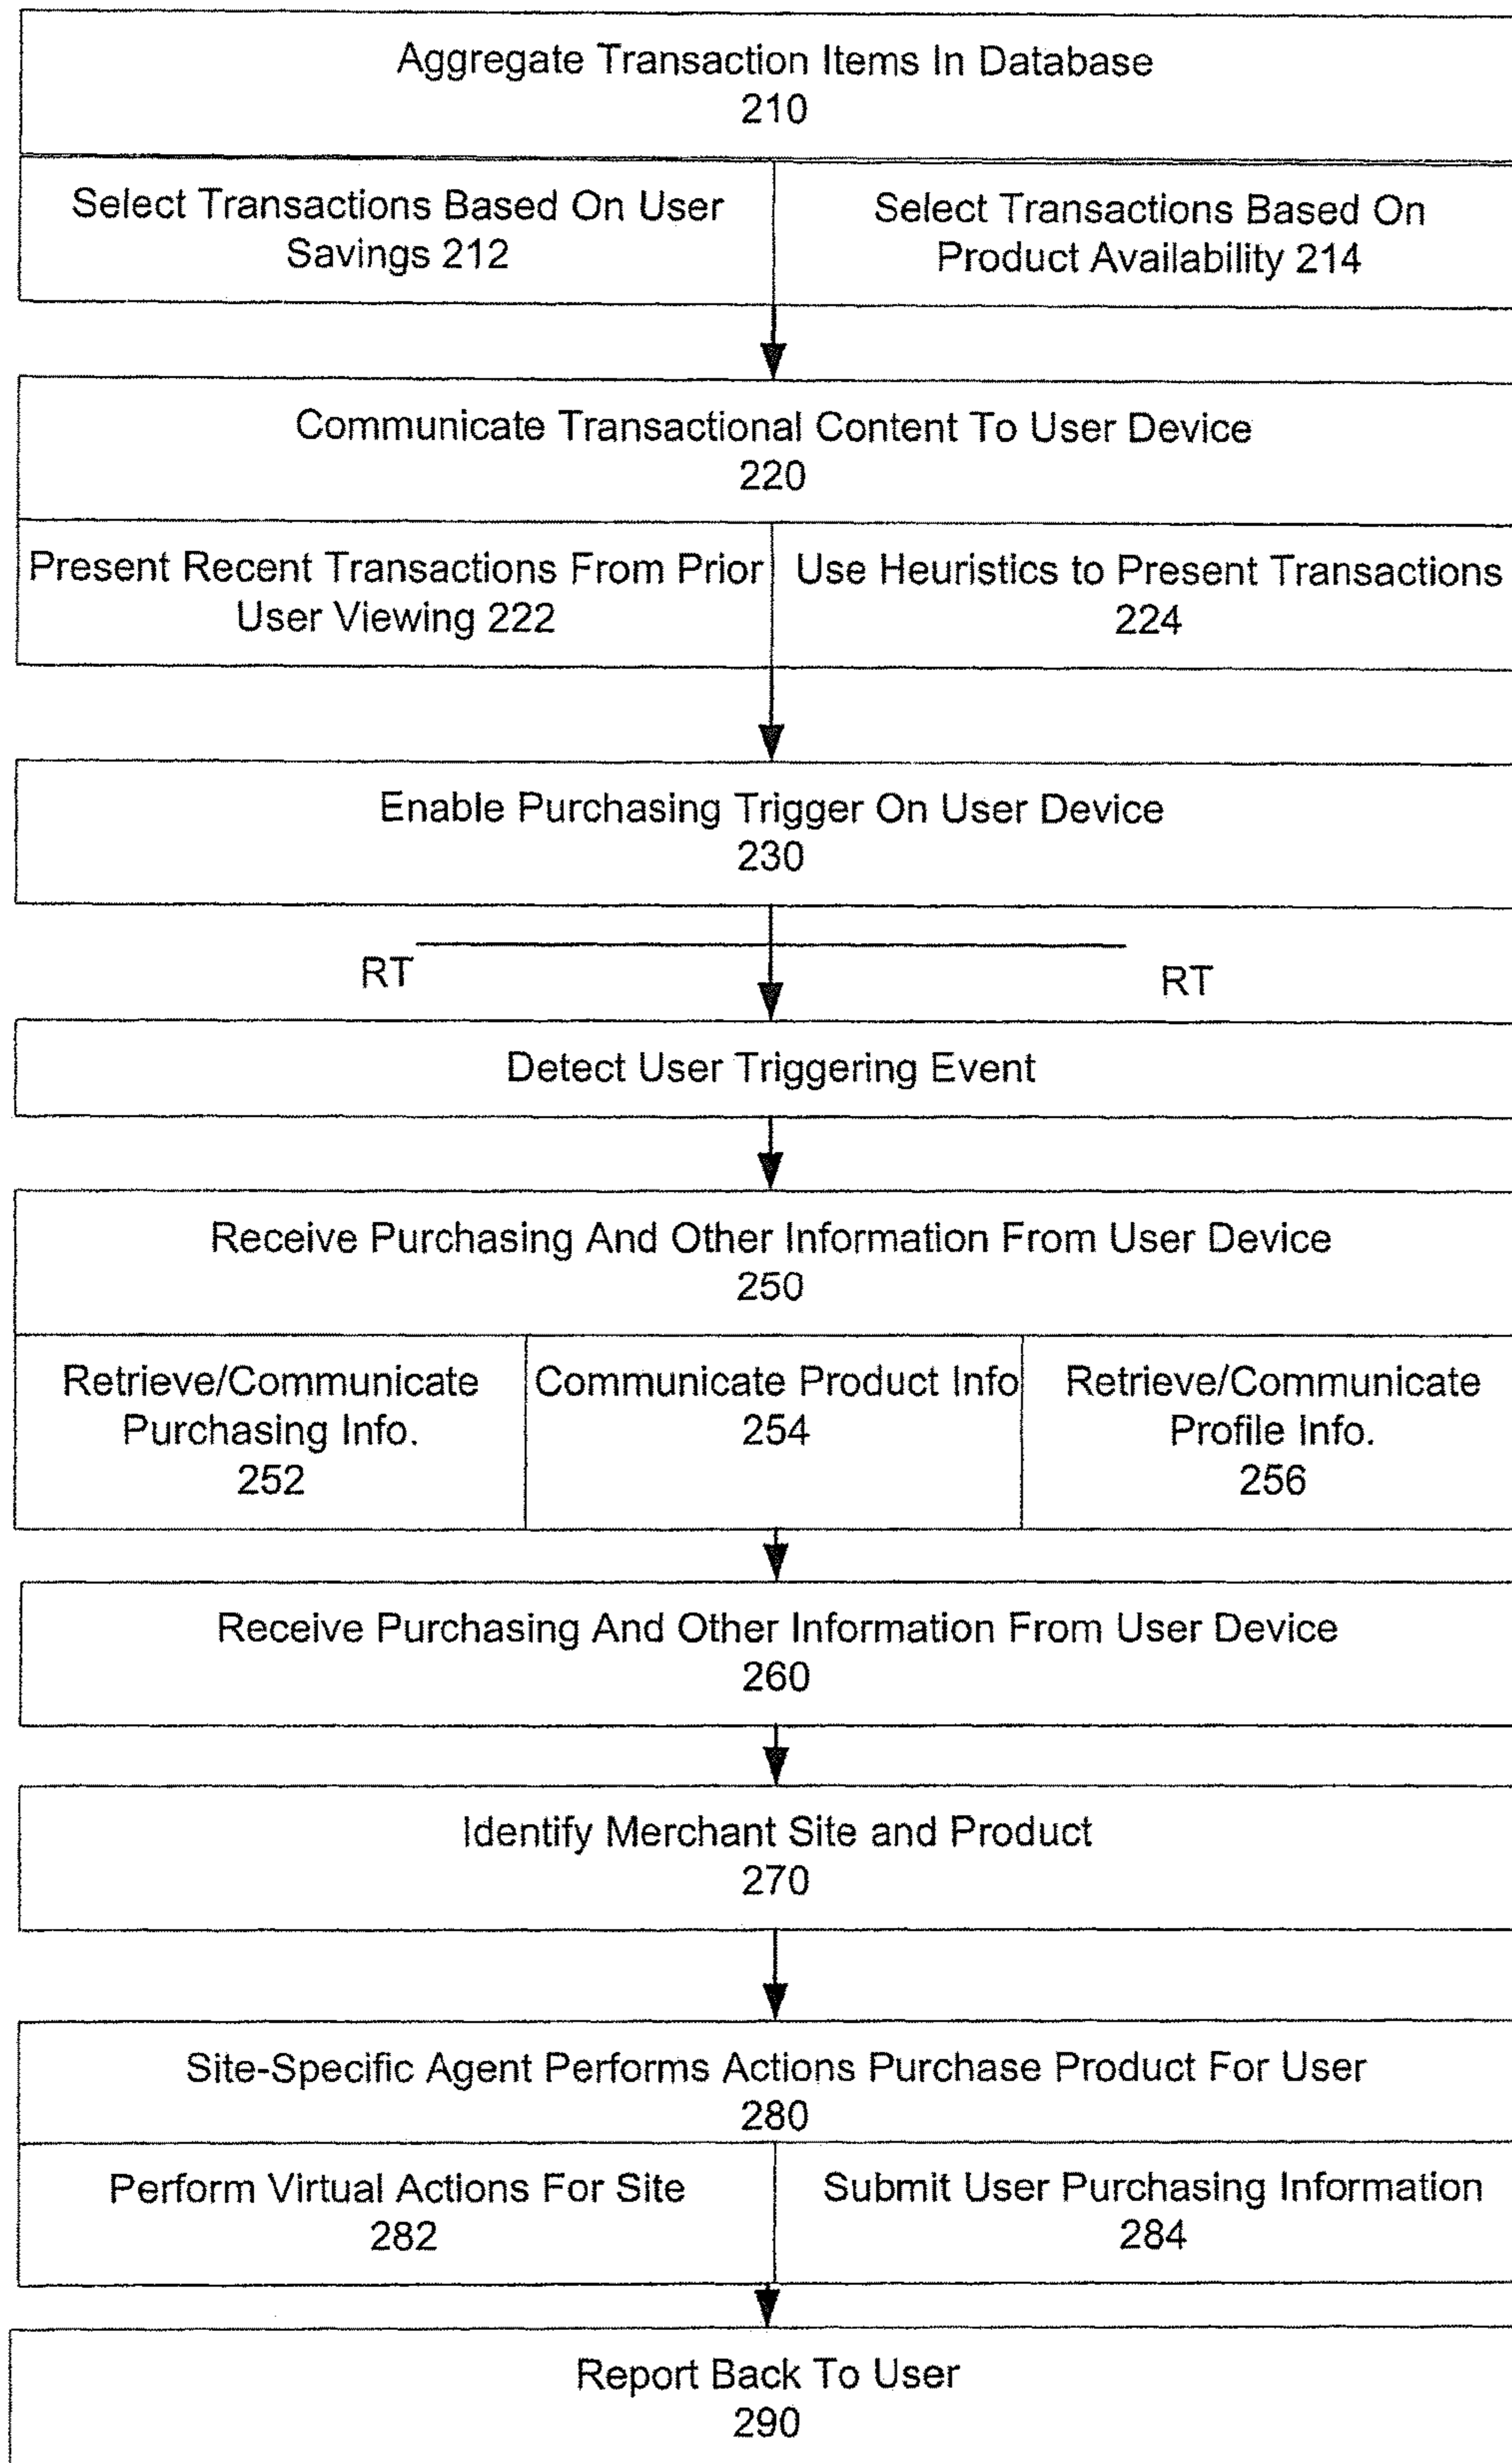 Aggregate Transaction Items In Database
210
Select Transactions Based On User
Savings 212
Select Transactions Based On
Product Availability 214
Communicate Transactional Content To User Device
220
Present Recent Transactions From Prior
User Viewing 222
Use Heuristics to Present Transactions
224
Enable Purchasing Trigger On User Device
230
RT
RT
Detect User Triggering Event
Receive Purchasing And Other Information From User Device
250
Retrieve/Communicate
Purchasing Info.
252
Communicate Product Info
254
Retrieve/Communicate
Profile Info.
256
Receive Purchasing And Other Information From User Device
260
Identify Merchant Site and Product
270
Site-Specific Agent Performs Actions Purchase Product For User
280
Perform Virtual Actions For Site
282
Submit User Purchasing Information
284
Report Back To User
290